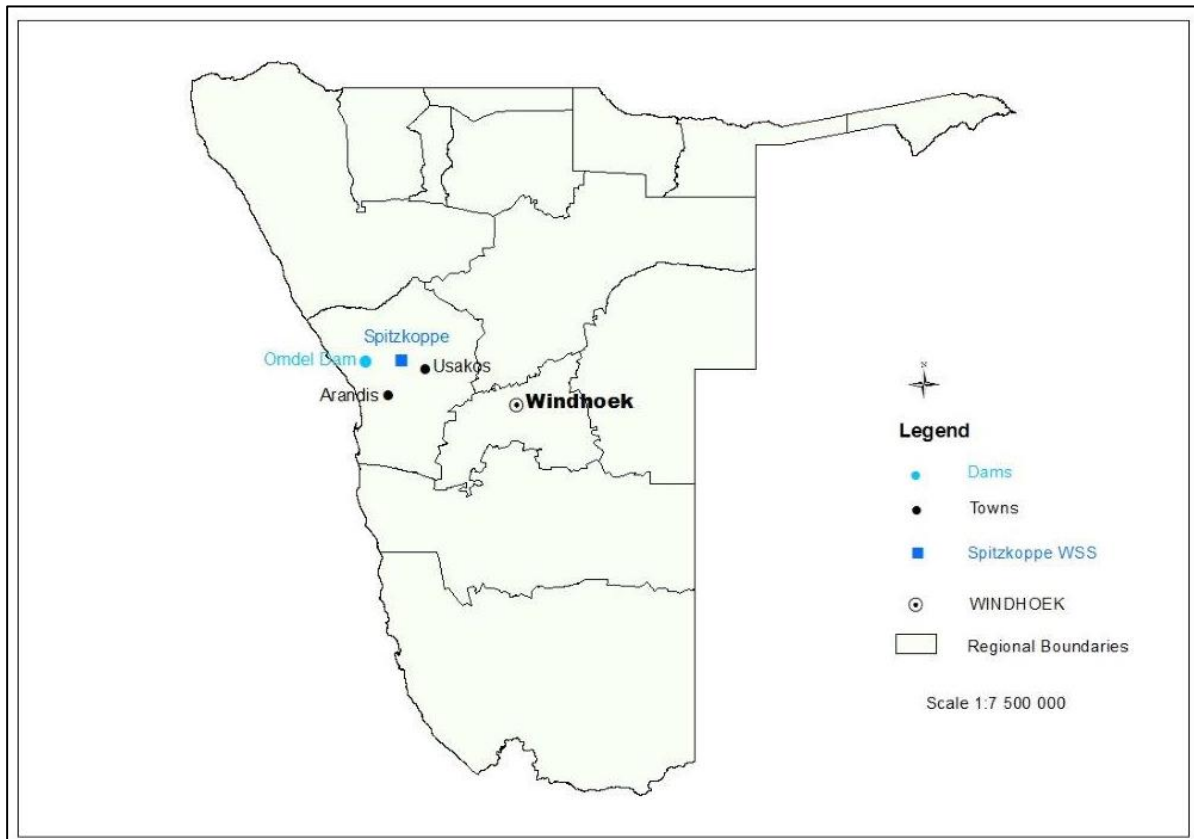 Spitzkoppe
Omdel Dam
Usakos
Arandis
Windhoek
N
Legend
Dams
Towns
Spitzkoppe WSS
WINDHOEK
Regional Boundaries
Scale 1:7 500 000